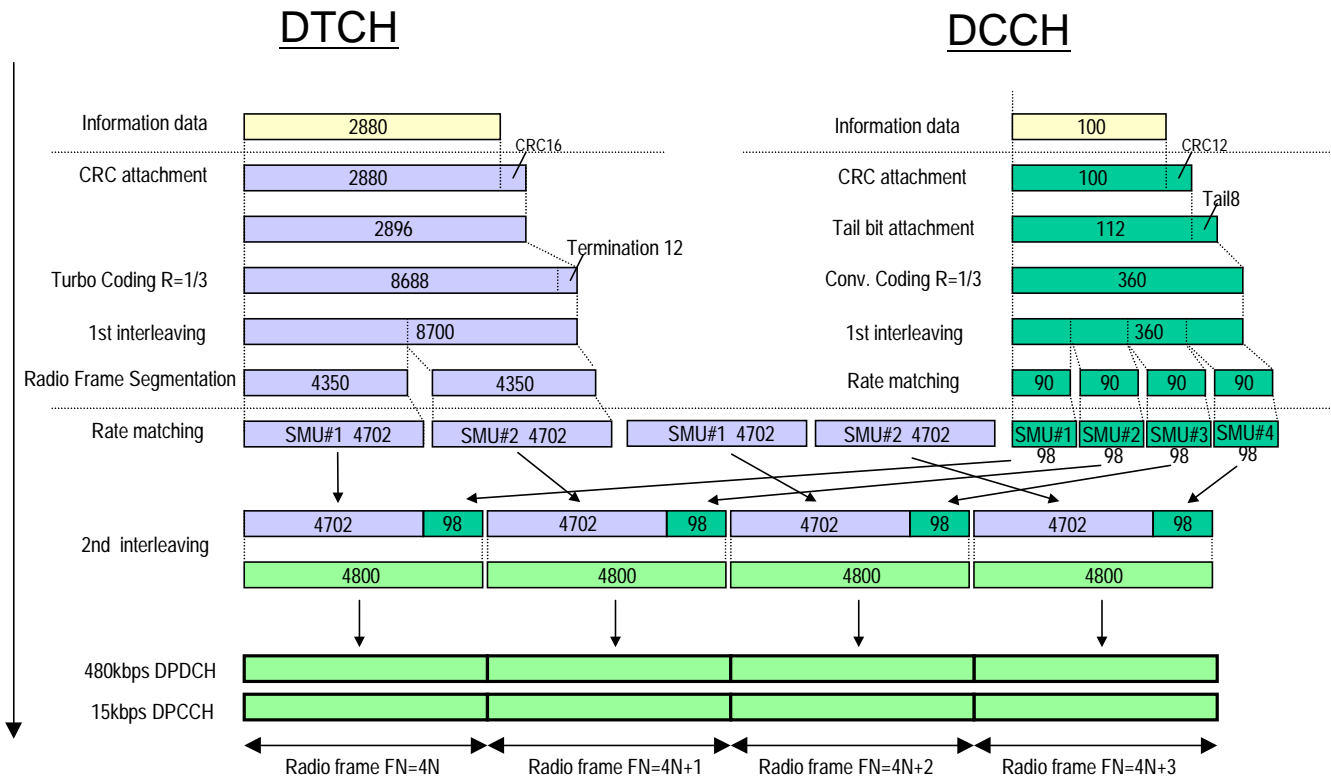 DTCH DCCH
Information data 2880 Information data 100
CRC16 CRC12
CRC attachment 2880 CRC attachment 100
Tail8
2896 Tail bit attachment 112
Termination 12
Turbo Coding R=1/3 8688 Conv. Coding R=1/3 360
1st interleaving 8700 1st interleaving 360
Radio Frame Segmentation 4350 4350 Rate matching 90 90 90 90
Rate matching SMU#1 4702 SMU#2 4702 SMU#1 4702 SMU#2 4702 SMU#1 SMU#2 SMU#3 SMU#4
98 98 98 98
4702 98 4702 98 4702 98 4702 98
2nd interleaving
4800 4800 4800 4800
480kbps DPDCH
15kbps DPCCH
Radio frame FN=4N Radio frame FN=4N+1 Radio frame FN=4N+2 Radio frame FN=4N+3